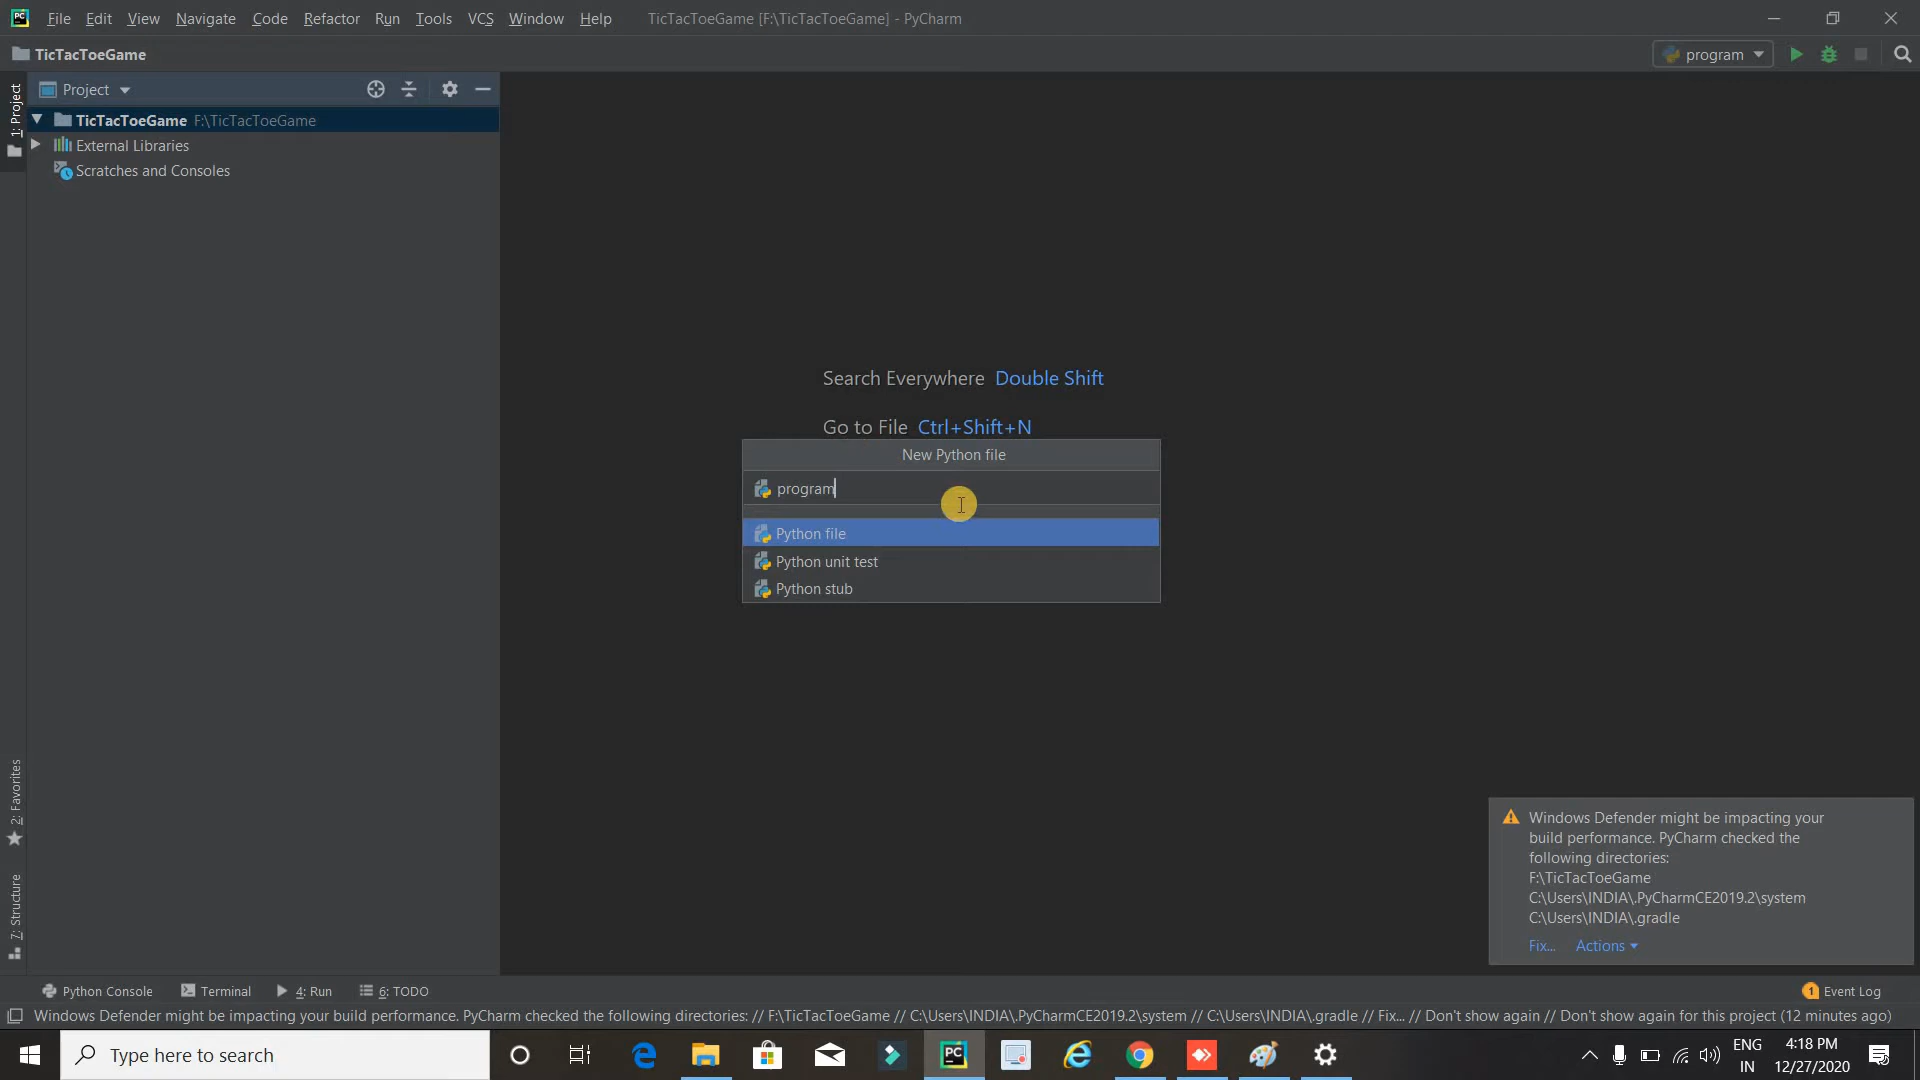 File Edit View Navigate Code Refactor Run Tools VCS Window Help TicTacToeGame [F:\TicTacToeGame] - PyCharm
TicTacToeGame
program
1: Project
Project
TicTacToeGame F:\TicTacToeGame
External Libraries
Scratches and Consoles
Search Everywhere Double Shift
Go to File Ctrl+Shift+N
New Python file
program
Python file
Python unit test
Python stub
2: Favorites
7: Structure
Windows Defender might be impacting your
build performance. PyCharm checked the
following directories:
F:\TicTacToeGame
C:\Users\INDIA\.PyCharmCE2019.2\system
C:\Users\INDIA\.gradle
Fix... Actions
Python Console Terminal 4: Run 6: TODO 1 Event Log
Windows Defender might be impacting your build performance. PyCharm checked the following directories: // F:\TicTacToeGame // C:\Users\INDIA\.PyCharmCE2019.2\system // C:\Users\INDIA\.gradle // Fix... // Don't show again // Don't show again for this project (12 minutes ago)
Type here to search
PC
ENG
IN
4:18 PM
12/27/2020